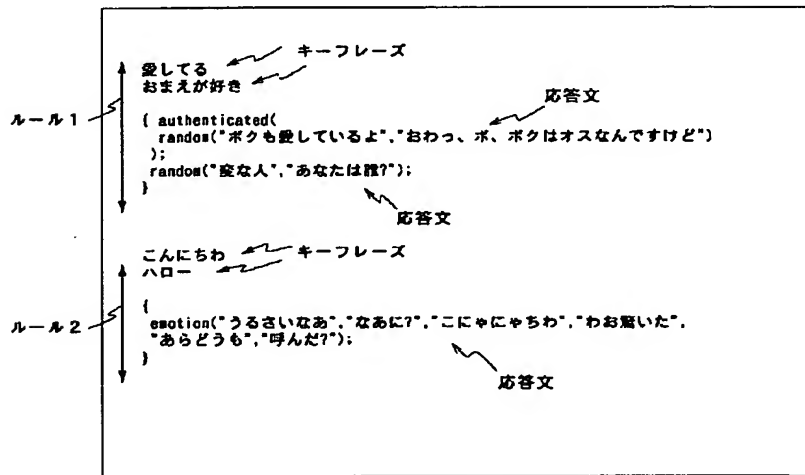 キーフレーズ
愛してる
おまえが好き
応答文
ルール1
{ authenticated(
random("ボクも愛しているよ","おわっ、ボ、ボクはオスなんですけど")
);
random("変な人","あなたは誰?");
}
応答文
こんにちわ
キーフレーズ
ハロー
ルール2
{
emotion("うるさいなあ","なあに?","こにゃにゃちわ","わお驚いた",
"あらどうも","呼んだ?");
}
応答文